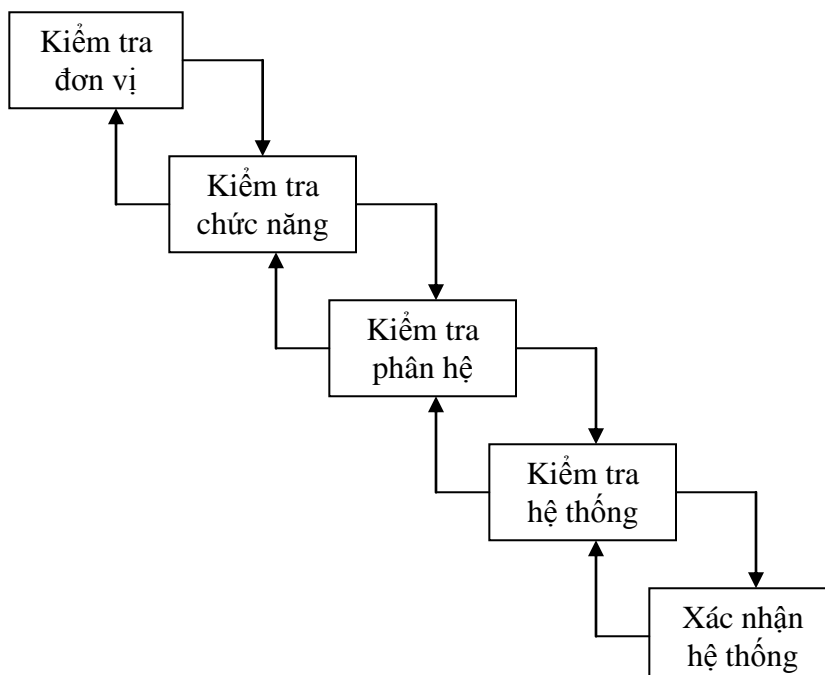 Kiểm tra
đơn vị
Kiểm tra
chức năng
Kiểm tra
phân hệ
Kiểm tra
hệ thống
Xác nhận
hệ thống